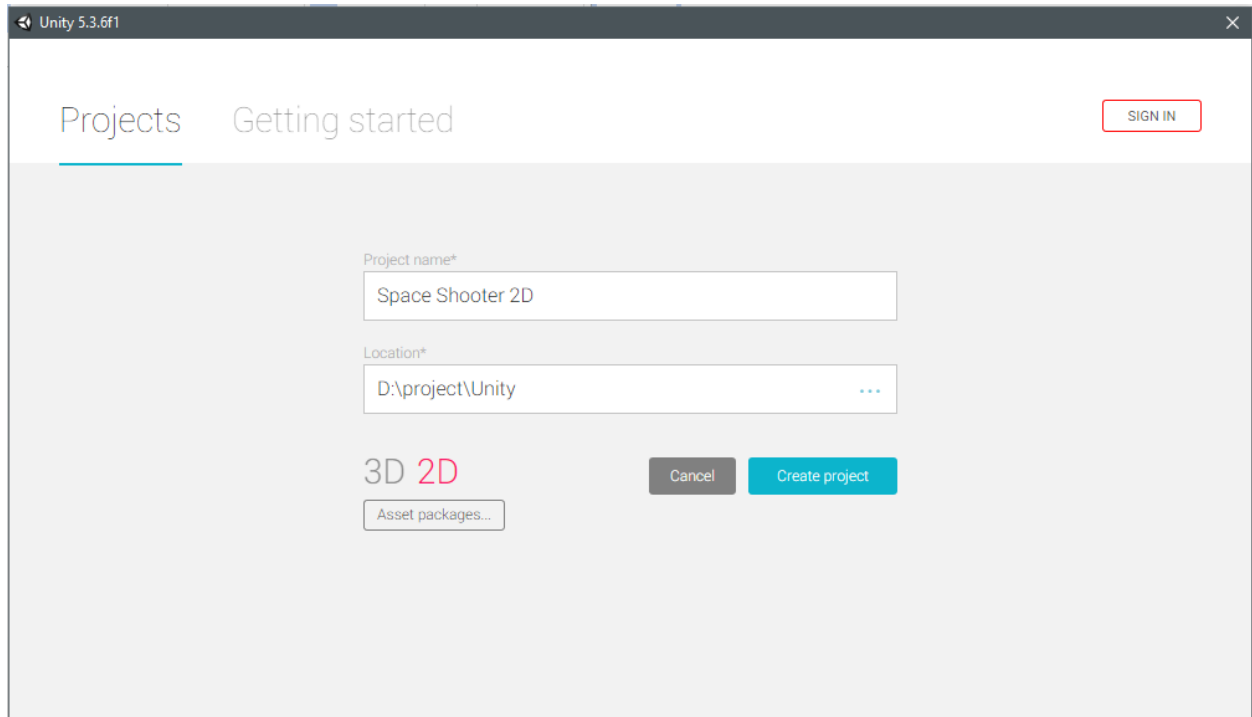 Unity 5.3.6f1
Projects Getting started SIGN IN
Project name*
Space Shooter 2D
Location*
D:\project\Unity ...
3D 2D Cancel Create project
Asset packages...